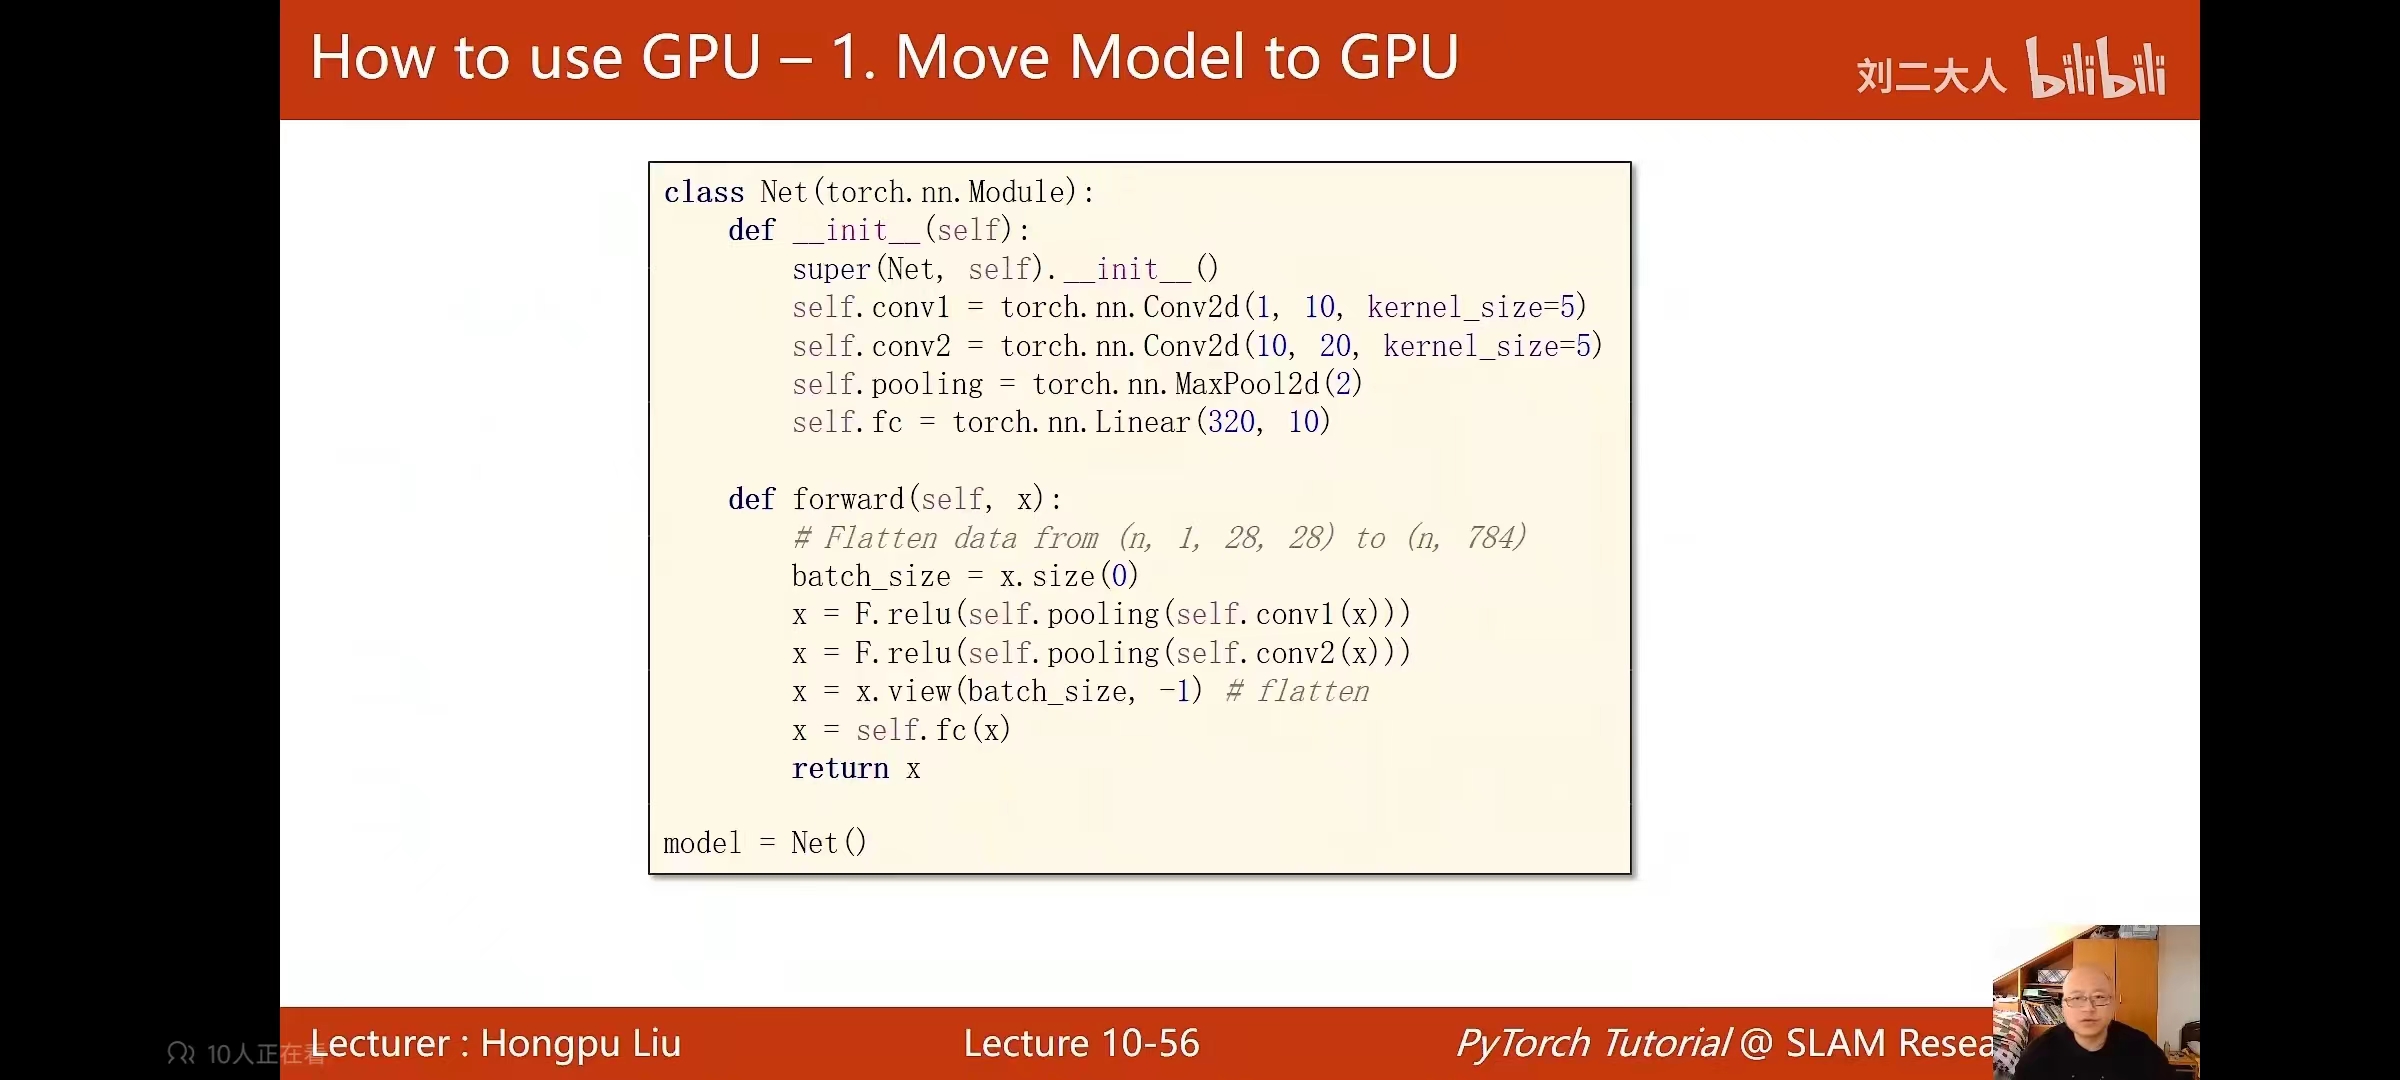 How to use GPU – 1. Move Model to GPU
刘二大人 bilibili
class Net(torch.nn.Module):
    def __init__(self):
        super(Net, self).__init__()
        self.conv1 = torch.nn.Conv2d(1, 10, kernel_size=5)
        self.conv2 = torch.nn.Conv2d(10, 20, kernel_size=5)
        self.pooling = torch.nn.MaxPool2d(2)
        self.fc = torch.nn.Linear(320, 10)
    def forward(self, x):
        # Flatten data from (n, 1, 28, 28) to (n, 784)
        batch_size = x.size(0)
        x = F.relu(self.pooling(self.conv1(x)))
        x = F.relu(self.pooling(self.conv2(x)))
        x = x.view(batch_size, -1) # flatten
        x = self.fc(x)
        return x
model = Net()
10人正在看
Lecturer : Hongpu Liu
Lecture 10-56
PyTorch Tutorial @ SLAM